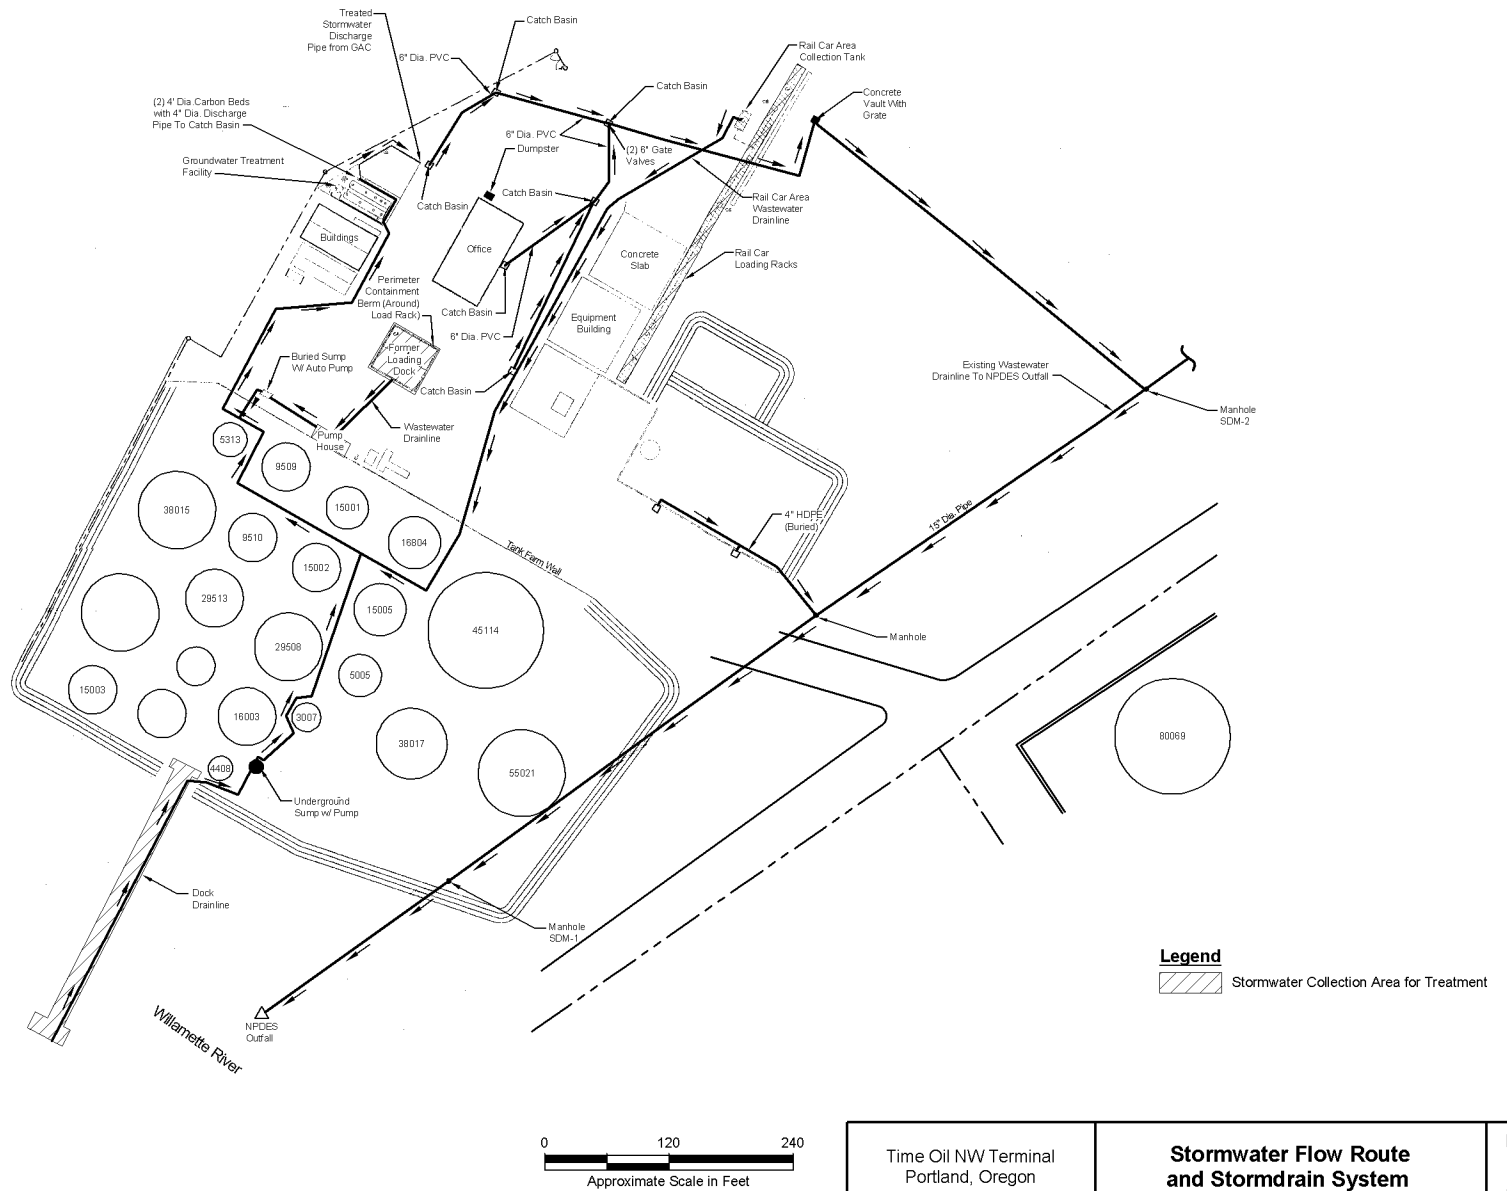 Treated
Stormwater
Discharge
Pipe from GAC
Catch Basin
6" Dia. PVC
Rail Car Area
Collection Tank
Catch Basin
Concrete
Vault With
Grate
(2) 4' Dia.Carbon Beds
with 4" Dia. Discharge
Pipe To Catch Basin
6" Dia. PVC
Dumpster
(2) 6" Gate
Valves
Groundwater Treatment
Facility
Catch Basin
Catch Basin
Rail Car Area
Wastewater
Drainline
Buildings
Office
Concrete
Slab
Rail Car
Loading Racks
Perimeter
Containment
Berm (Around)
Load Rack)
Catch Basin
6" Dia. PVC
Equipment
Building
Former
Loading
Dock
Buried Sump
W/ Auto Pump
Catch Basin
Existing Wastewater
Drainline To NPDES Outfall
Manhole
SDM-2
Wastewater
Drainline
Pump
House
5313
9509
15001
38015
9510
16804
15002
4" HDPE
(Buried)
15" Dia. Pipe
Tank Farm Wall
29513
15005
45114
29508
Manhole
5005
15003
16003
3007
38017
80069
4408
55021
Underground
Sump w/ Pump
Dock
Drainline
Manhole
SDM-1
NPDES
Outfall
Willamette River
Legend
Stormwater Collection Area for Treatment
0 120 240
Approximate Scale in Feet
Time Oil NW Terminal
Portland, Oregon
Stormwater Flow Route
and Stormdrain System